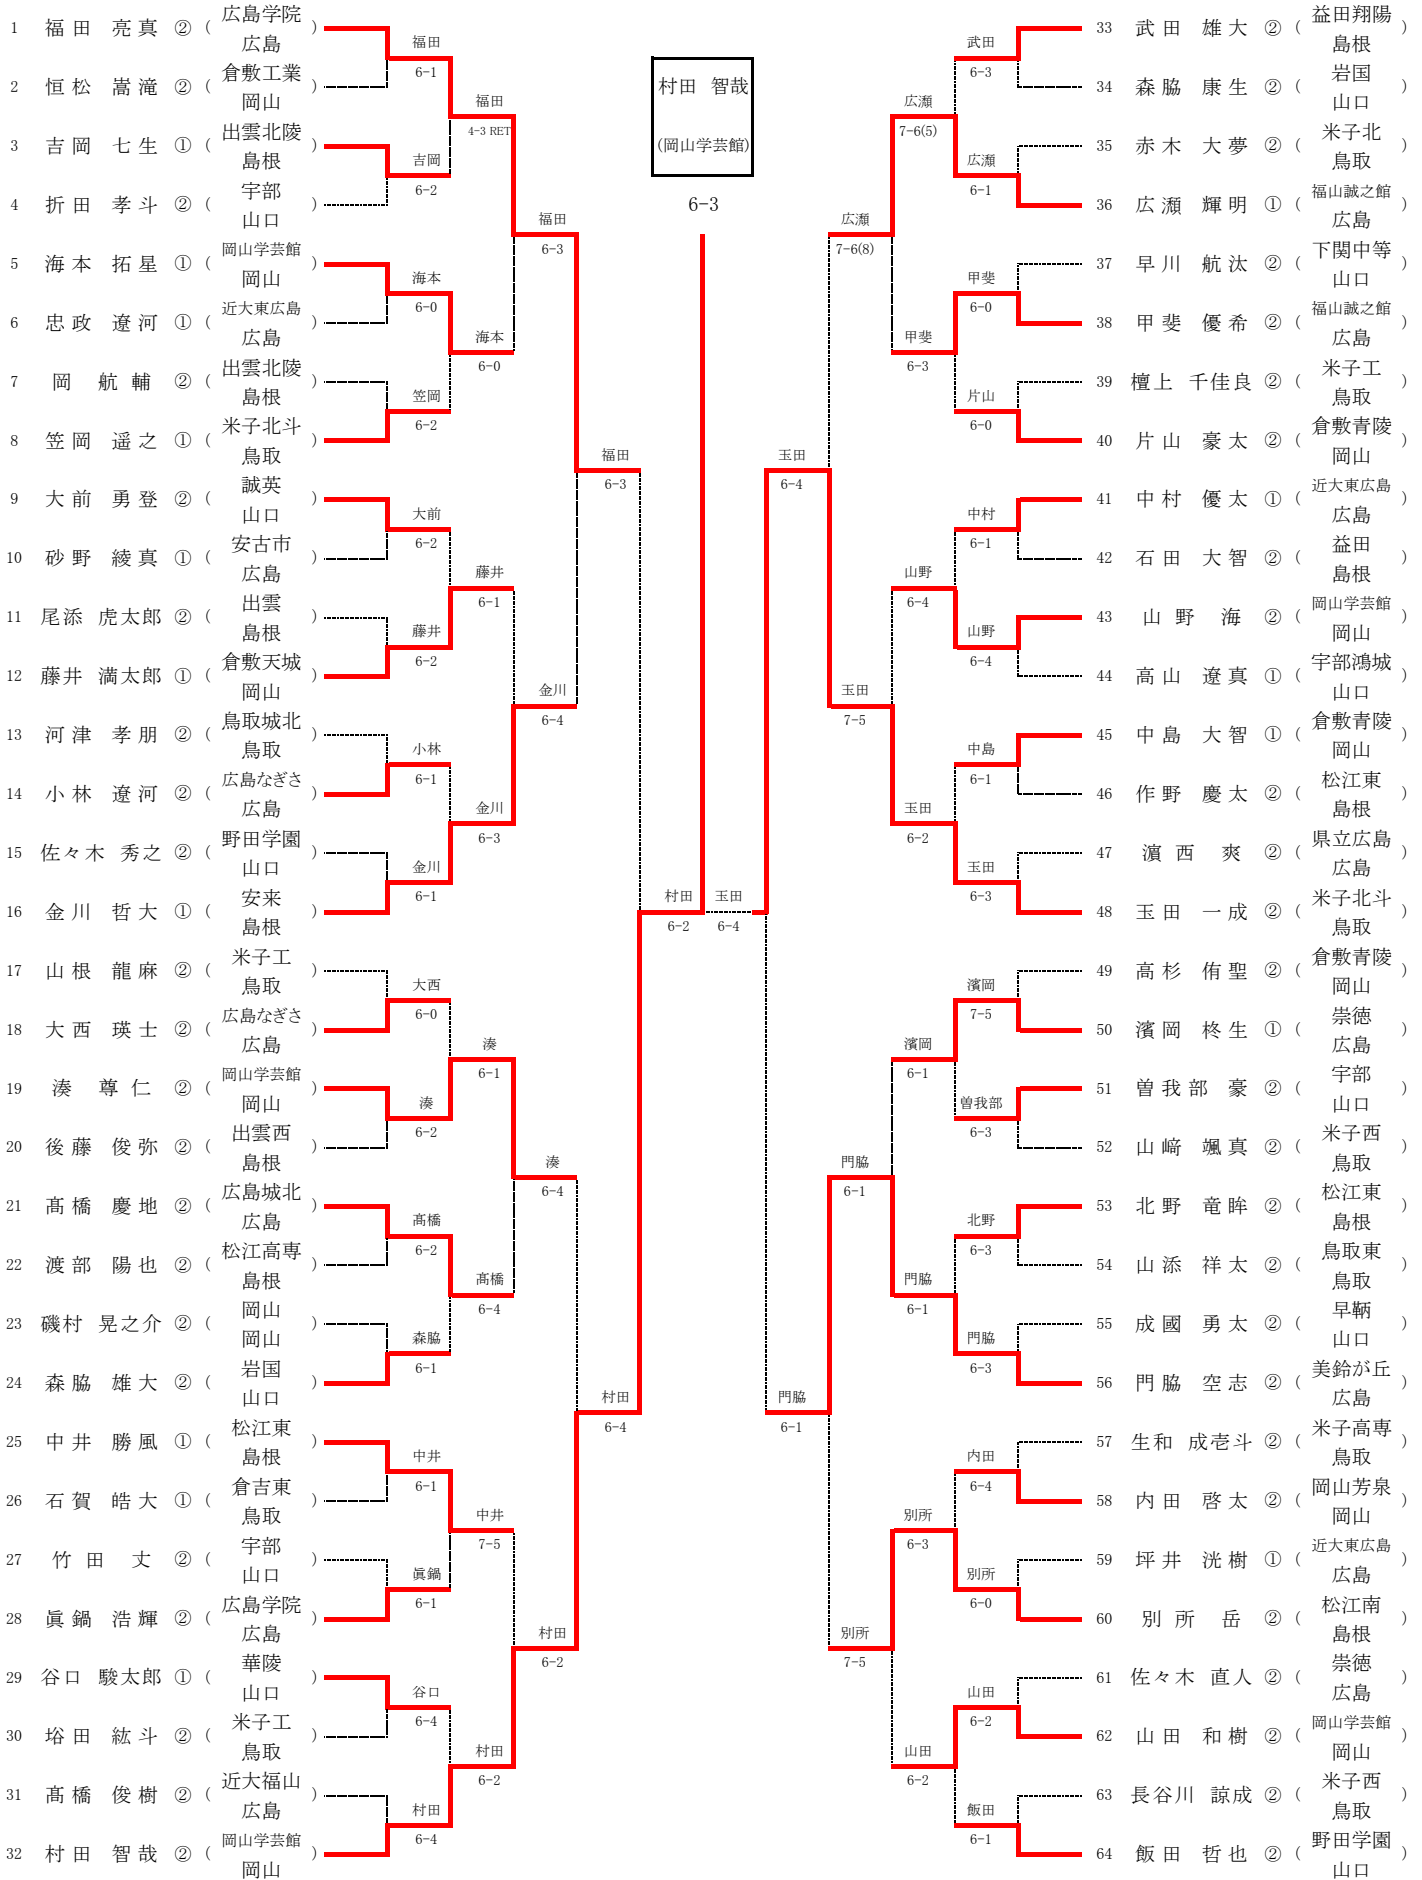 村田 智哉
(岡山学芸館)
6-3
1 福田 亮真 ② ( 広島学院 広島 )
2 恒松 嵩滝 ② ( 倉敷工業 岡山 )
3 吉岡 七生 ① ( 出雲北陵 島根 )
4 折田 孝斗 ② ( 宇部 山口 )
5 海本 拓星 ① ( 岡山学芸館 岡山 )
6 忠政 遼河 ① ( 近大東広島 広島 )
7 岡 航輔 ② ( 出雲北陵 島根 )
8 笠岡 遥之 ① ( 米子北斗 鳥取 )
9 大前 勇登 ② ( 誠英 山口 )
10 砂野 綾真 ① ( 安古市 広島 )
11 尾添 虎太郎 ② ( 出雲 島根 )
12 藤井 満太郎 ① ( 倉敷天城 岡山 )
13 河津 孝朋 ② ( 鳥取城北 鳥取 )
14 小林 遼河 ② ( 広島なぎさ 広島 )
15 佐々木 秀之 ② ( 野田学園 山口 )
16 金川 哲大 ① ( 安来 島根 )
17 山根 龍麻 ② ( 米子工 鳥取 )
18 大西 瑛士 ② ( 広島なぎさ 広島 )
19 湊 尊仁 ② ( 岡山学芸館 岡山 )
20 後藤 俊弥 ② ( 出雲西 島根 )
21 髙橋 慶地 ② ( 広島城北 広島 )
22 渡部 陽也 ② ( 松江高専 島根 )
23 磯村 晃之介 ② ( 岡山 岡山 )
24 森脇 雄大 ② ( 岩国 山口 )
25 中井 勝風 ① ( 松江東 島根 )
26 石賀 皓大 ① ( 倉吉東 鳥取 )
27 竹田 丈 ② ( 宇部 山口 )
28 眞鍋 浩輝 ② ( 広島学院 広島 )
29 谷口 駿太郎 ① ( 華陵 山口 )
30 塔田 紘斗 ② ( 米子工 鳥取 )
31 髙橋 俊樹 ② ( 近大福山 広島 )
32 村田 智哉 ② ( 岡山学芸館 岡山 )
福田
6-1
吉岡
6-2
海本
6-0
笠岡
6-2
大前
6-2
藤井
6-2
小林
6-1
金川
6-1
大西
6-0
湊
6-2
髙橋
6-2
森脇
6-1
中井
6-1
眞鍋
6-1
谷口
6-4
村田
6-4
福田
4-3 RET
海本
6-0
藤井
6-1
金川
6-3
湊
6-1
髙橋
6-4
中井
7-5
村田
6-2
福田
6-3
金川
6-4
湊
6-4
村田
6-2
福田
6-3
村田
6-4
村田
6-2
玉田
6-4
玉田
6-4
門脇
6-1
広瀬
7-6(8)
玉田
7-5
門脇
6-1
別所
7-5
広瀬
7-6(5)
甲斐
6-3
山野
6-4
玉田
6-2
濱岡
6-1
門脇
6-1
別所
6-3
山田
6-2
武田
6-3
広瀬
6-1
甲斐
6-0
片山
6-0
中村
6-1
山野
6-4
中島
6-1
玉田
6-3
濱岡
7-5
曽我部
6-3
北野
6-3
門脇
6-3
内田
6-4
別所
6-0
山田
6-2
飯田
6-1
33 武田 雄大 ② ( 益田翔陽 島根 )
34 森脇 康生 ② ( 岩国 山口 )
35 赤木 大夢 ② ( 米子北 鳥取 )
36 広瀬 輝明 ① ( 福山誠之館 広島 )
37 早川 航汰 ② ( 下関中等 山口 )
38 甲斐 優希 ② ( 福山誠之館 広島 )
39 檀上 千佳良 ② ( 米子工 鳥取 )
40 片山 豪太 ② ( 倉敷青陵 岡山 )
41 中村 優太 ① ( 近大東広島 広島 )
42 石田 大智 ② ( 益田 島根 )
43 山野 海 ② ( 岡山学芸館 岡山 )
44 高山 遼真 ① ( 宇部鴻城 山口 )
45 中島 大智 ① ( 倉敷青陵 岡山 )
46 作野 慶太 ② ( 松江東 島根 )
47 濵西 爽 ② ( 県立広島 広島 )
48 玉田 一成 ② ( 米子北斗 鳥取 )
49 高杉 侑聖 ② ( 倉敷青陵 岡山 )
50 濱岡 柊生 ① ( 崇徳 広島 )
51 曽我部 豪 ② ( 宇部 山口 )
52 山﨑 颯真 ② ( 米子西 鳥取 )
53 北野 竜眸 ② ( 松江東 島根 )
54 山添 祥太 ② ( 鳥取東 鳥取 )
55 成國 勇太 ② ( 早鞆 山口 )
56 門脇 空志 ② ( 美鈴が丘 広島 )
57 生和 成壱斗 ② ( 米子高専 鳥取 )
58 内田 啓太 ② ( 岡山芳泉 岡山 )
59 坪井 洸樹 ① ( 近大東広島 広島 )
60 別所 岳 ② ( 松江南 島根 )
61 佐々木 直人 ② ( 崇徳 広島 )
62 山田 和樹 ② ( 岡山学芸館 岡山 )
63 長谷川 諒成 ② ( 米子西 鳥取 )
64 飯田 哲也 ② ( 野田学園 山口 )